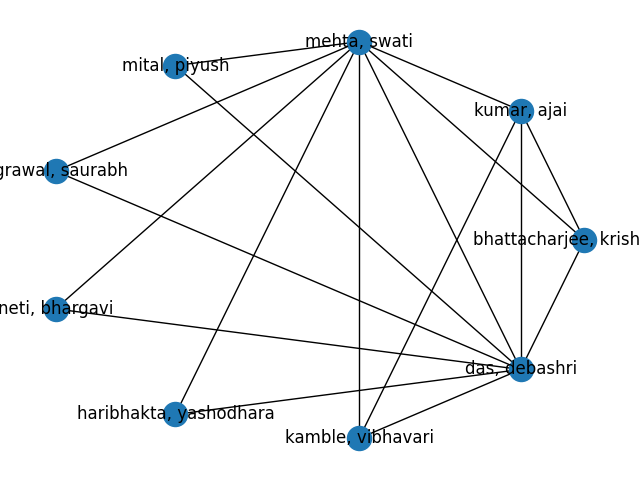 mehta, swati
mital, piyush
kumar, ajai
grawal, saurabh
bhattacharjee, krish
neti, bhargavi
das, debashri
haribhakta, yashodhara
kamble, vibhavari